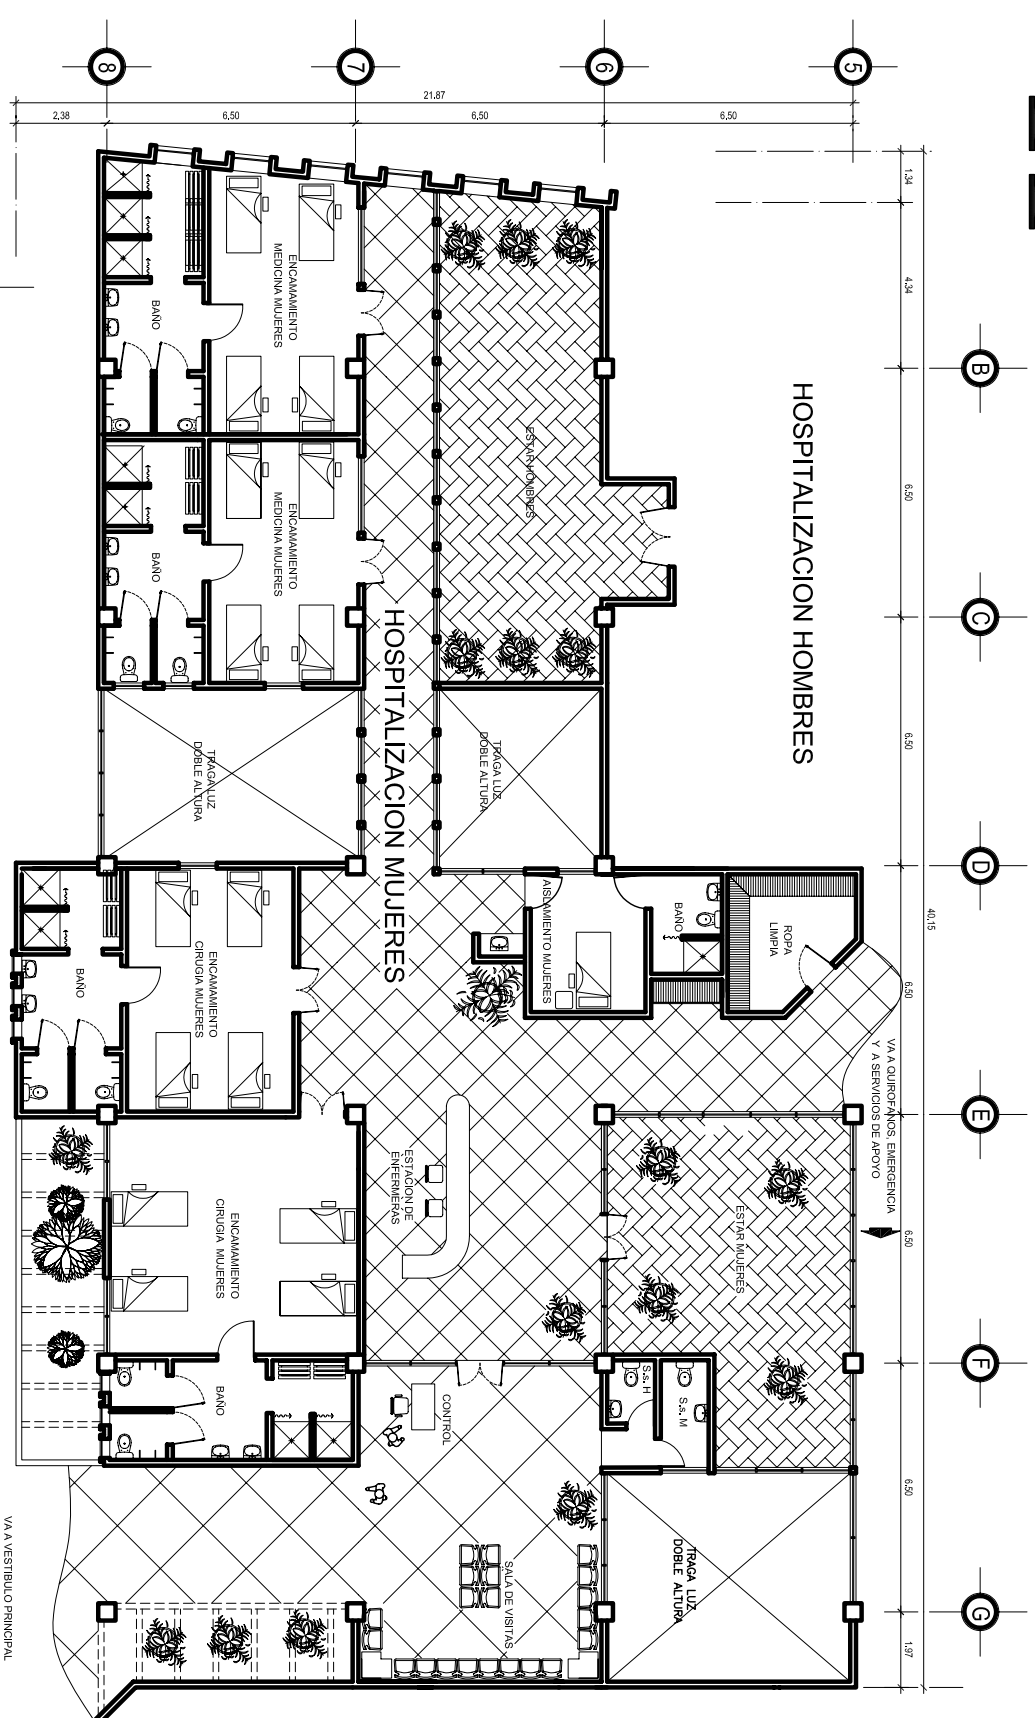 8
7
6
5
21.87
2.38
6.50
6.50
6.50
1.34
4.34
6.50
6.50
40.15
6.50
6.50
6.50
1.97
B
C
D
E
F
G
HOSPITALIZACION HOMBRES
HOSPITALIZACION MUJERES
ENCAMAMIENTO
MEDICINA MUJERES
BAÑO
ESTAR HOMBRES
ENCAMAMIENTO
MEDICINA MUJERES
BAÑO
TRAGA LUZ
DOBLE ALTURA
TRAGA LUZ
DOBLE ALTURA
AISLAMIENTO MUJERES
BAÑO
ROPA
LIMPIA
ENCAMAMIENTO
CIRUGIA MUJERES
BAÑO
VA A QUIROFANOS, EMERGENCIA
Y A SERVICIOS DE APOYO
ESTACION DE
ENFERMERAS
ESTAR MUJERES
ENCAMAMIENTO
CIRUGIA MUJERES
BAÑO
CONTROL
S.s. H
S.s. M
SALA DE VISITAS
TRAGA LUZ
DOBLE ALTURA
VA A VESTIBULO PRINCIPAL